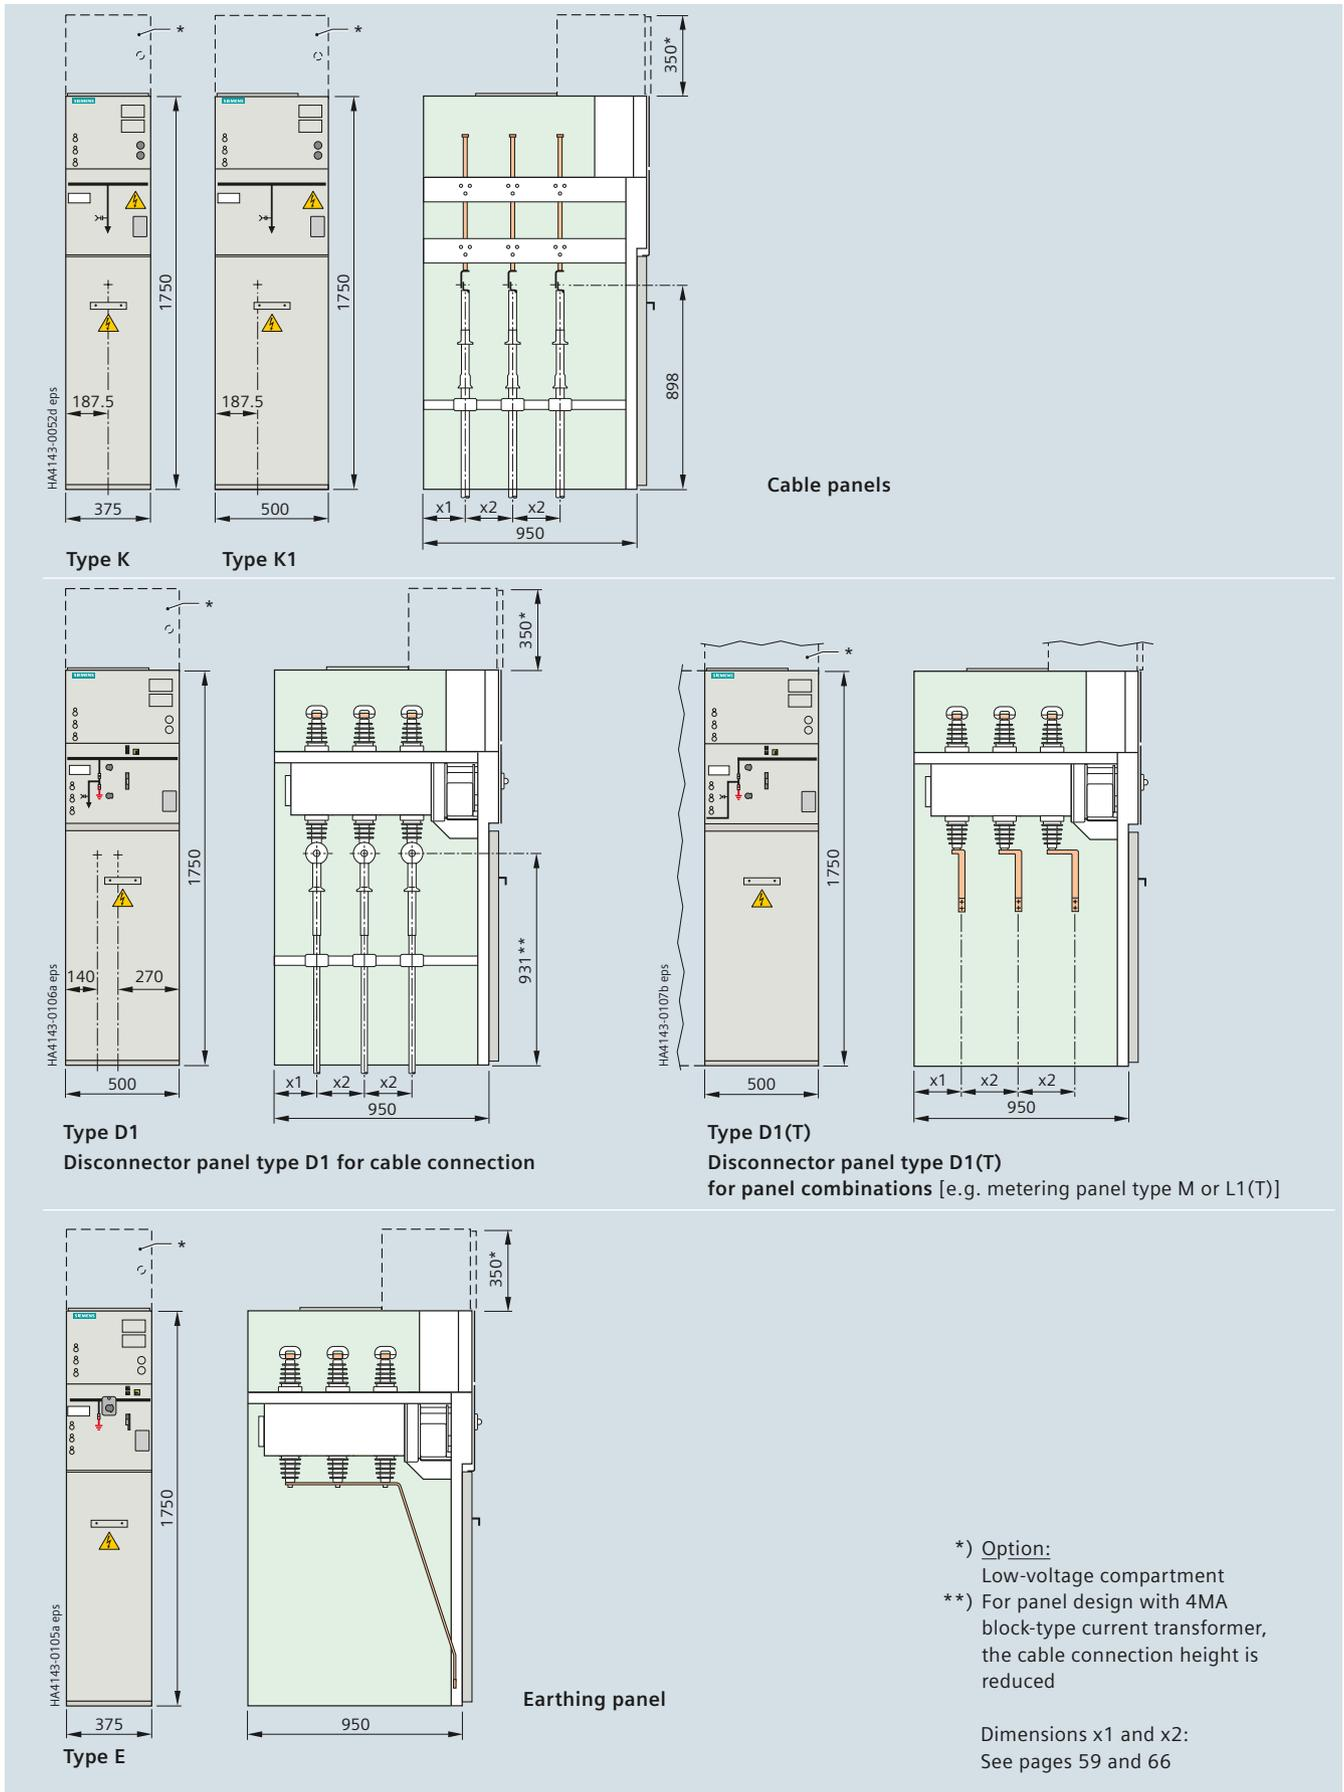 *
*
350*
SIEMENS
SIEMENS
1750
1750
898
187.5
187.5
HA4143-0052d eps
375
500
x1
x2
x2
950
Cable panels
Type K
Type K1
*
350*
SIEMENS
1750
931**
140
270
HA4143-0106a eps
500
x1
x2
x2
950
Type D1
Disconnector panel type D1 for cable connection
*
SIEMENS
1750
HA4143-0107b eps
500
x1
x2
x2
950
Type D1(T)
Disconnector panel type D1(T)
for panel combinations [e.g. metering panel type M or L1(T)]
*
350*
SIEMENS
1750
HA4143-0105a eps
375
950
Type E
Earthing panel
*) Option:
Low-voltage compartment
**) For panel design with 4MA
block-type current transformer,
the cable connection height is
reduced
Dimensions x1 and x2:
See pages 59 and 66